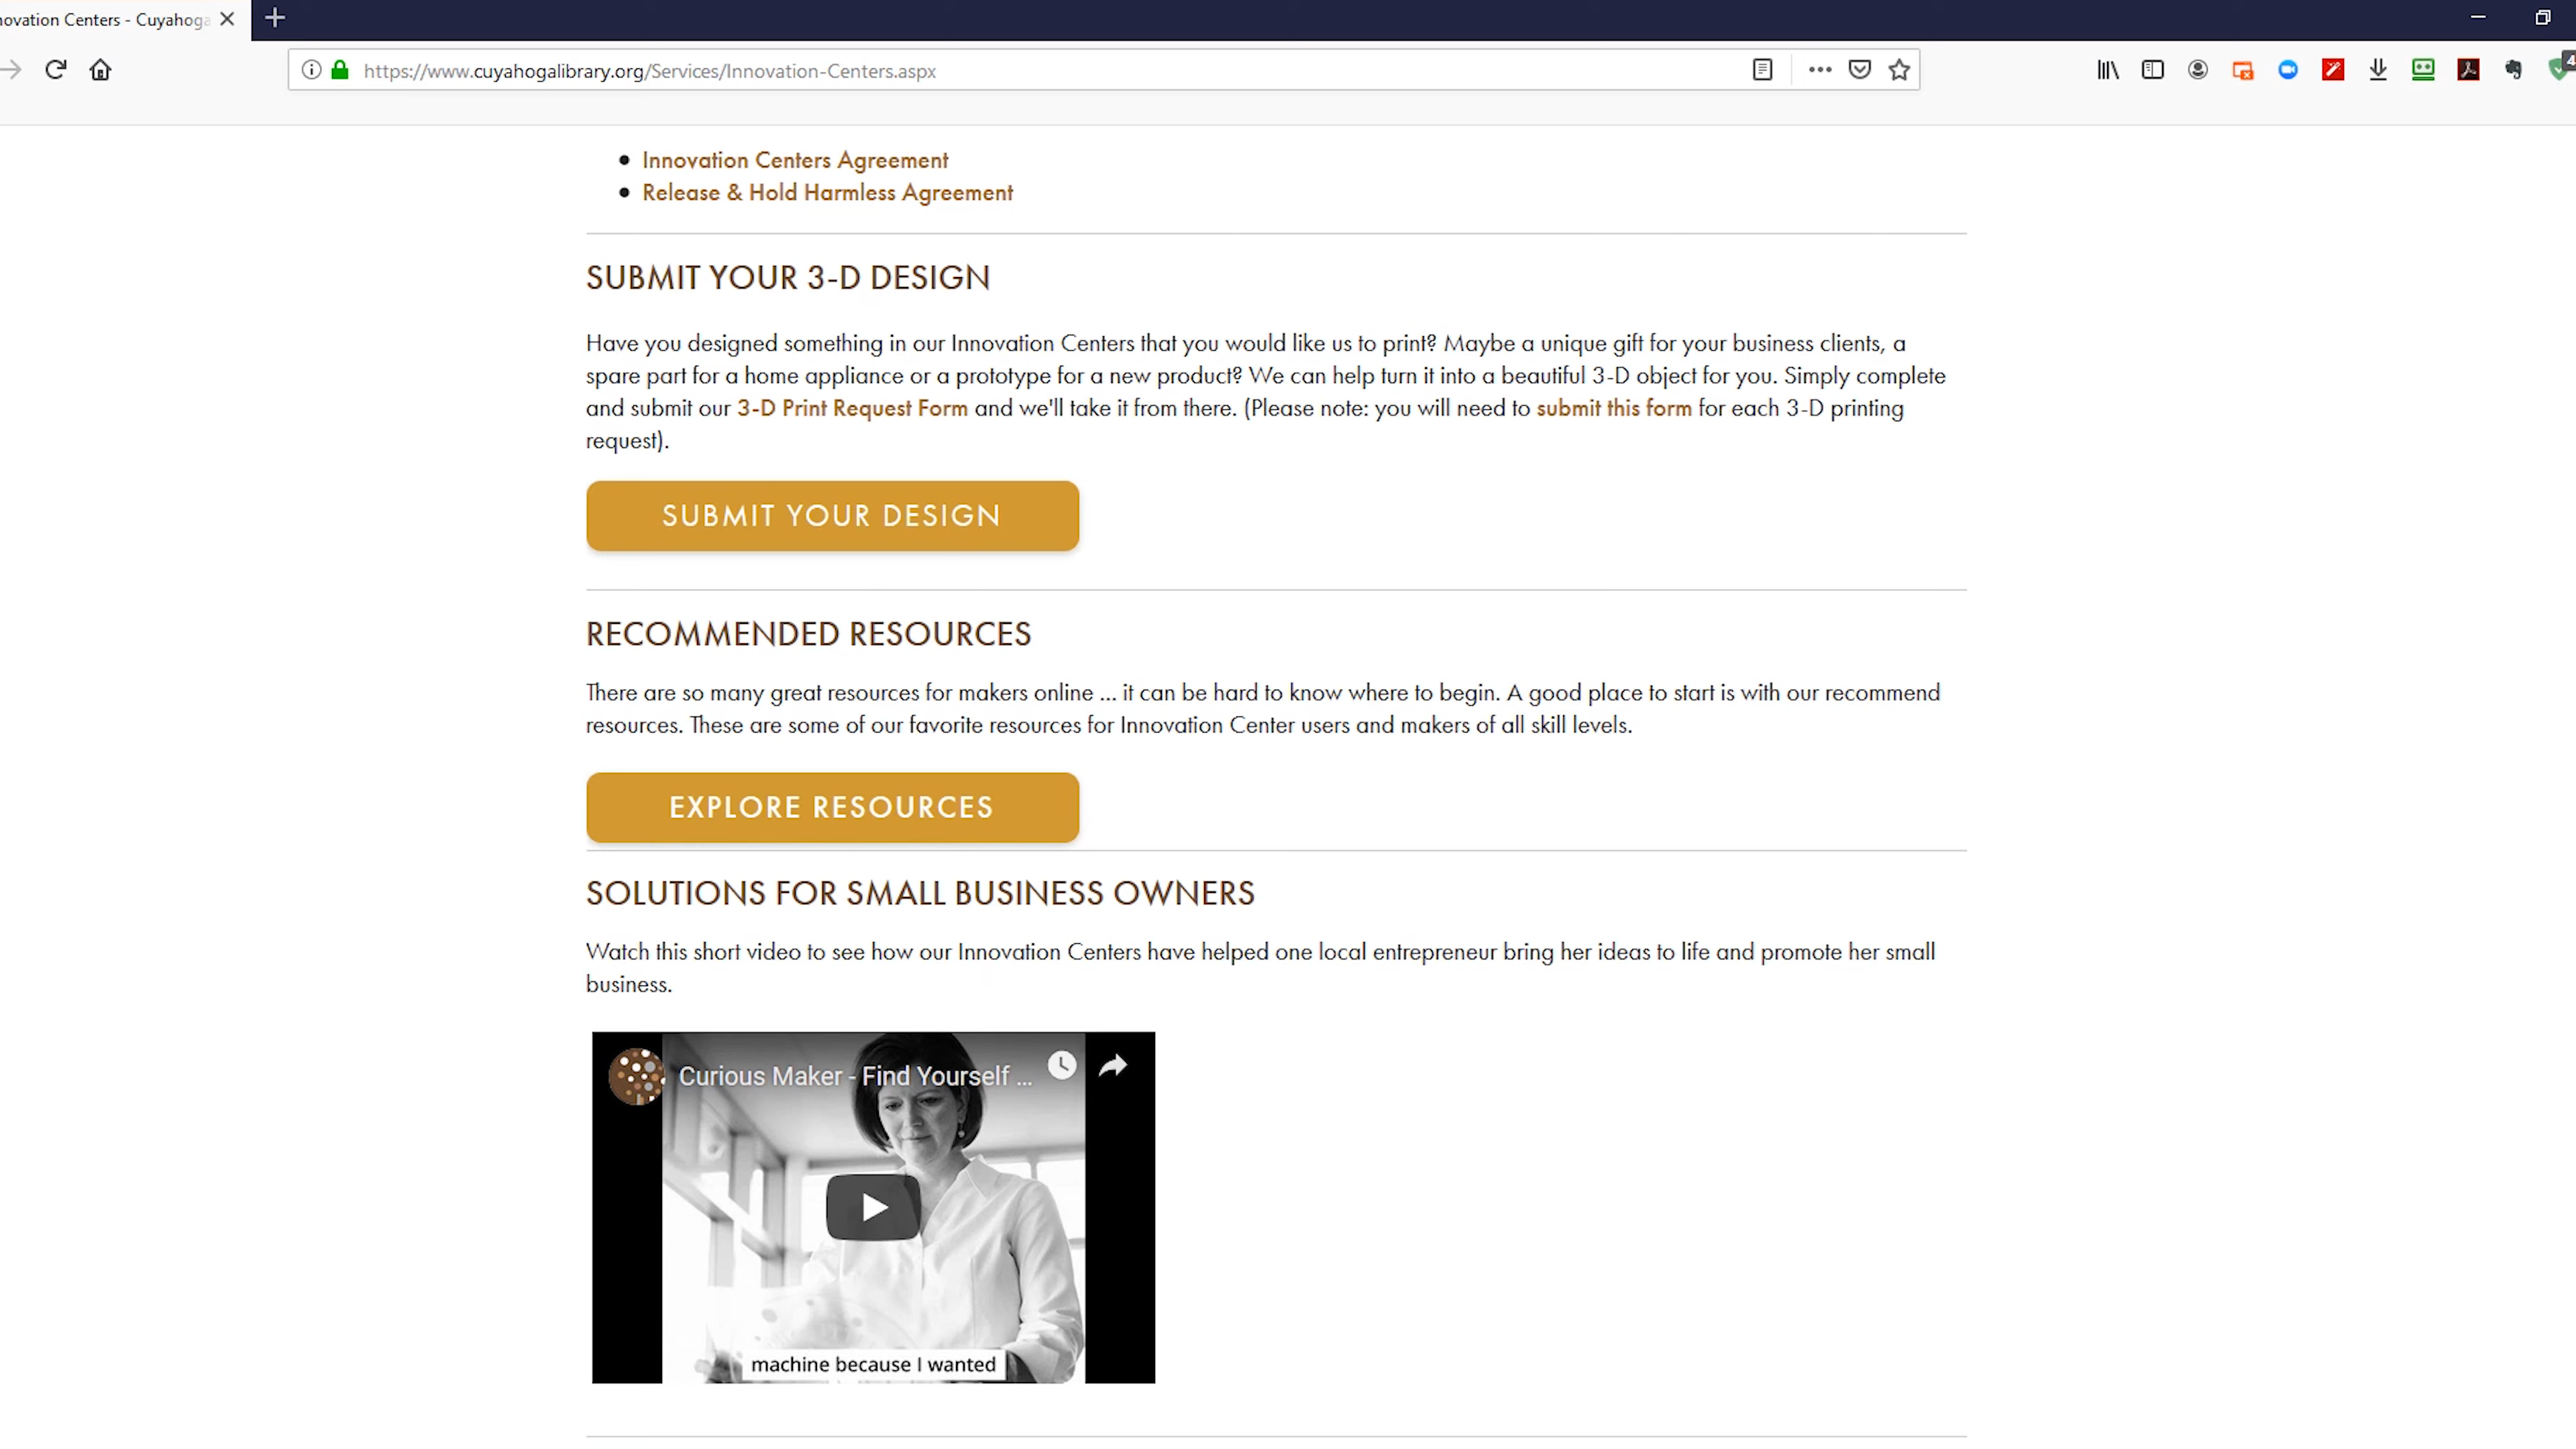 novation Centers - Cuyahoga
https://www.cuyahogalibrary.org/Services/Innovation-Centers.aspx
4
Innovation Centers Agreement
Release & Hold Harmless Agreement
SUBMIT YOUR 3-D DESIGN
Have you designed something in our Innovation Centers that you would like us to print? Maybe a unique gift for your business clients, a
spare part for a home appliance or a prototype for a new product? We can help turn it into a beautiful 3-D object for you. Simply complete
and submit our 3-D Print Request Form and we'll take it from there. (Please note: you will need to submit this form for each 3-D printing
request).
SUBMIT YOUR DESIGN
RECOMMENDED RESOURCES
There are so many great resources for makers online ... it can be hard to know where to begin. A good place to start is with our recommend
resources. These are some of our favorite resources for Innovation Center users and makers of all skill levels.
EXPLORE RESOURCES
SOLUTIONS FOR SMALL BUSINESS OWNERS
Watch this short video to see how our Innovation Centers have helped one local entrepreneur bring her ideas to life and promote her small
business.
Curious Maker - Find Yourself ...
machine because I wanted